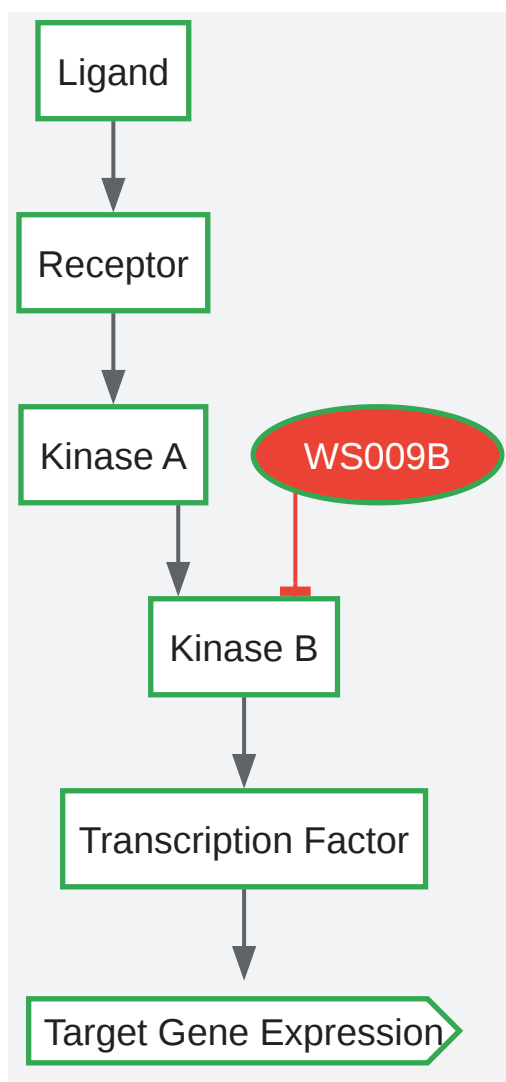 Ligand
Receptor
Kinase A
WS009B
Kinase B
Transcription Factor
Target Gene Expression